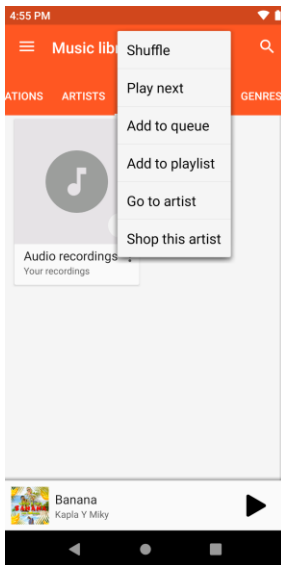 4:55 PM
Music lib
ATIONS ARTISTS GENRES
Shuffle
Play next
Add to queue
Add to playlist
Go to artist
Shop this artist
Audio recordings
Your recordings
Banana
Kapla Y Miky